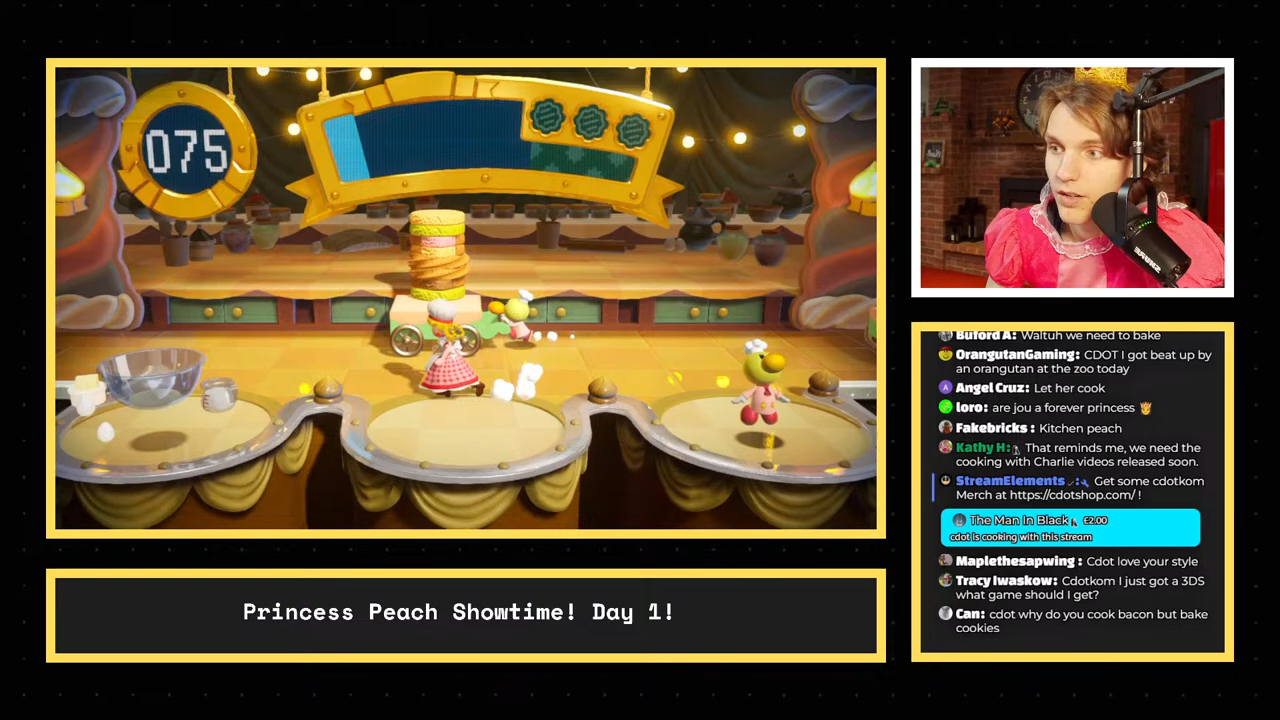 075
Princess Peach Showtime! Day 1!
SHURE
Buford A: Waltuh we need to bake
OrangutanGaming: CDOT I got beat up by
an orangutan at the zoo today
A
Angel Cruz: Let her cook
loro: are jou a forever princess
Fakebricks : Kitchen peach
Kathy H: That reminds me, we need the
cooking with Charlie videos released soon.
StreamElements : Get some cdotkom
Merch at https://cdotshop.com/ !
The Man In Black £2.00
cdot is cooking with this stream
Maplethesapwing : Cdot love your style
Tracy Iwaskow: Cdotkom I just got a 3DS
what game should I get?
Can: cdot why do you cook bacon but bake
cookies